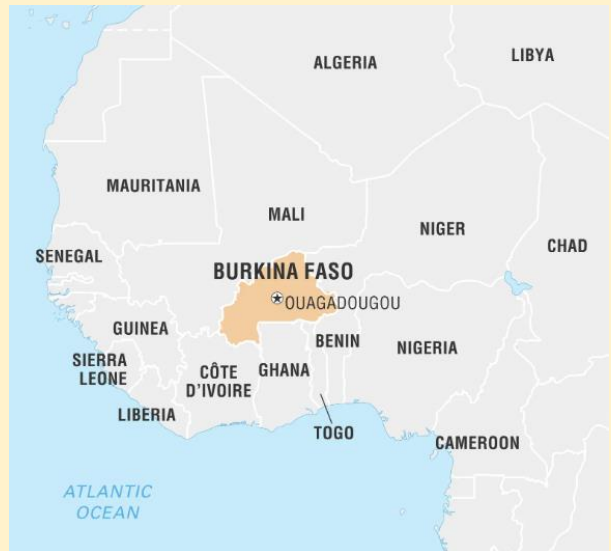 ALGERIA
LIBYA
MAURITANIA
MALI
NIGER
CHAD
SENEGAL
BURKINA FASO
OUAGADOUGOU
GUINEA
BENIN
NIGERIA
SIERRA
LEONE
CÔTE
D'IVOIRE
GHANA
LIBERIA
TOGO
CAMEROON
ATLANTIC
OCEAN